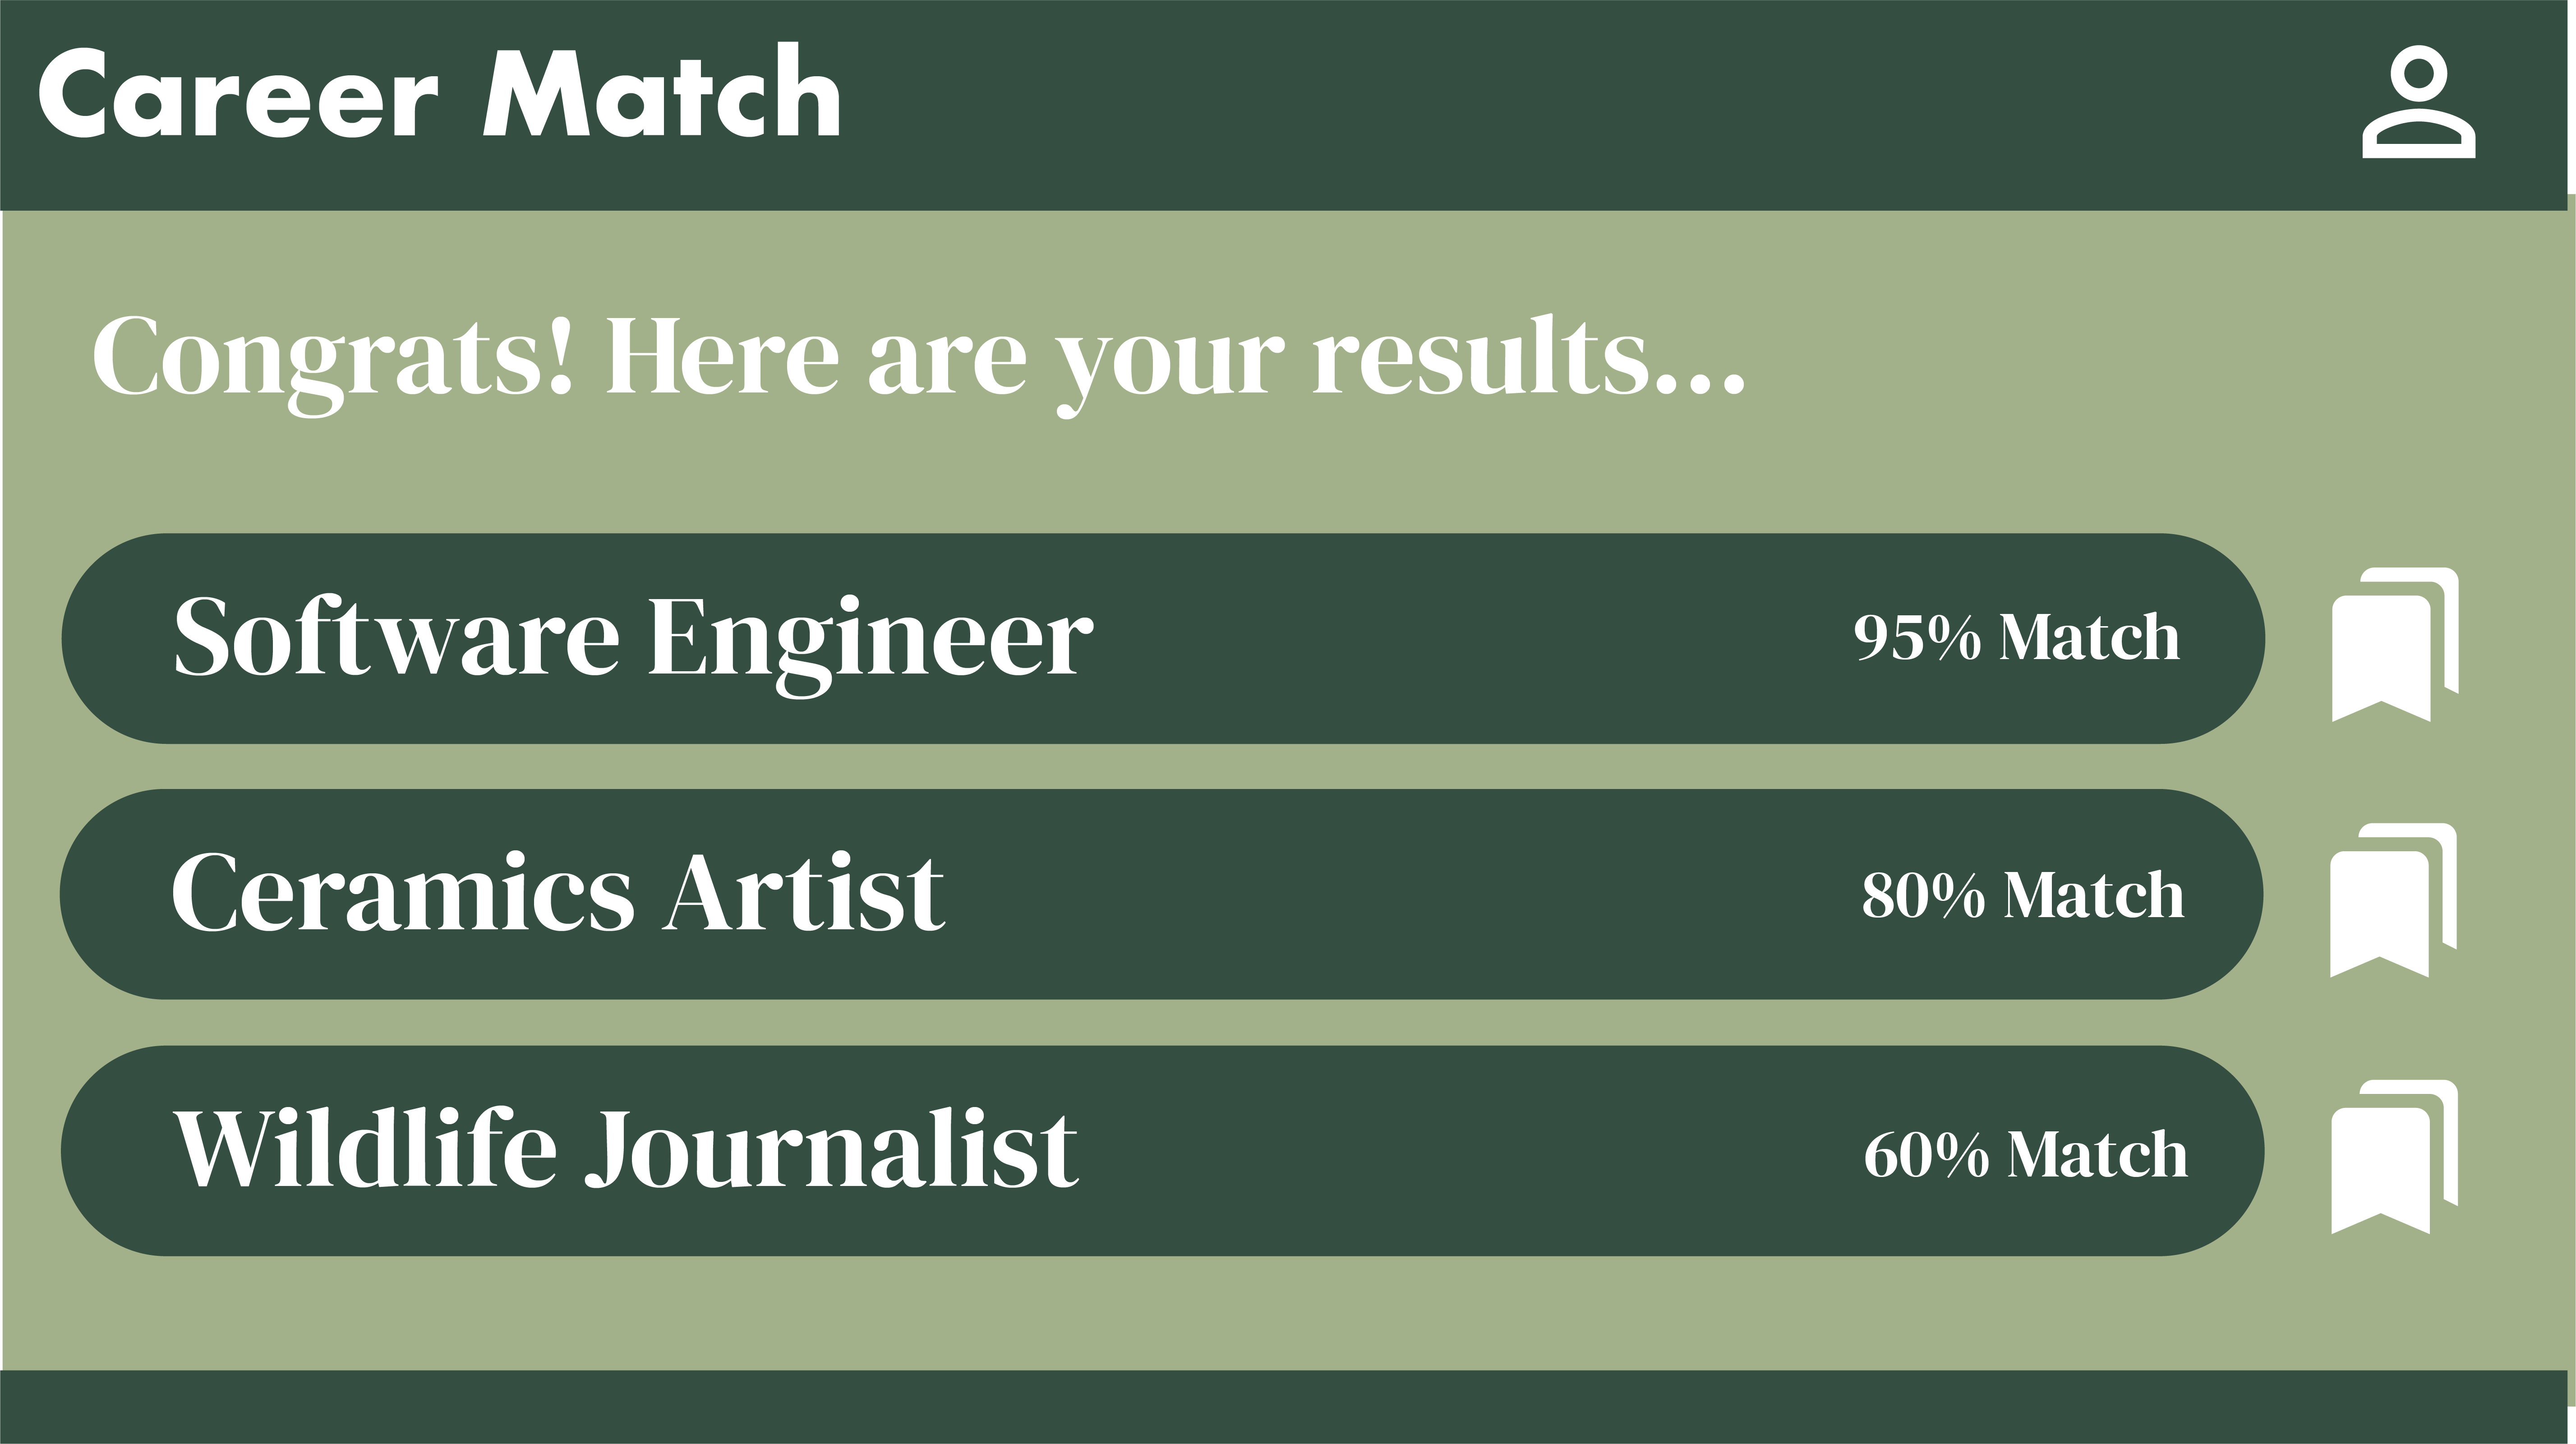 Career Match
Congrats! Here are your results...
Software Engineer 95% Match
Ceramics Artist 80% Match
Wildlife Journalist 60% Match